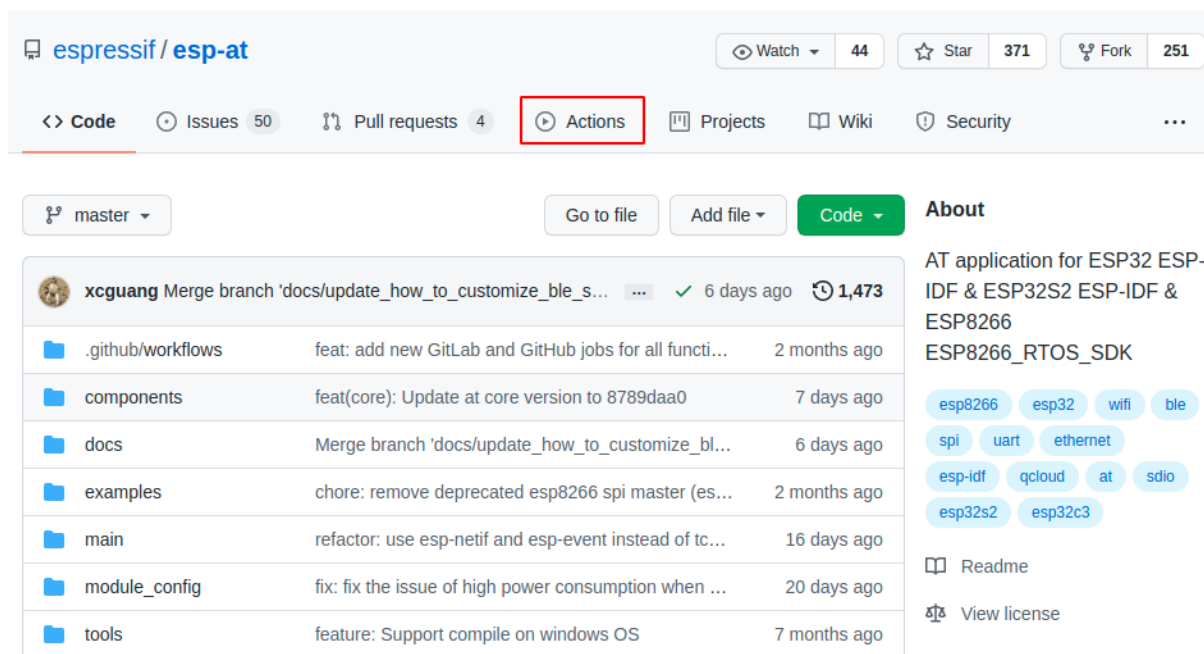 espressif / esp-at
Watch 44 Star 371 Fork 251
Code Issues 50 Pull requests 4 Actions Projects Wiki Security ...
master Go to file Add file Code
xcguang Merge branch 'docs/update_how_to_customize_ble_s... ... 6 days ago 1,473
.github/workflows feat: add new GitLab and GitHub jobs for all functi... 2 months ago
components feat(core): Update at core version to 8789daa0 7 days ago
docs Merge branch 'docs/update_how_to_customize_bl... 6 days ago
examples chore: remove deprecated esp8266 spi master (es... 2 months ago
main refactor: use esp-netif and esp-event instead of tc... 16 days ago
module_config fix: fix the issue of high power consumption when ... 20 days ago
tools feature: Support compile on windows OS 7 months ago
About
AT application for ESP32 ESP-
IDF & ESP32S2 ESP-IDF &
ESP8266
ESP8266_RTOS_SDK
esp8266 esp32 wifi ble
spi uart ethernet
esp-idf qcloud at sdio
esp32s2 esp32c3
Readme
View license